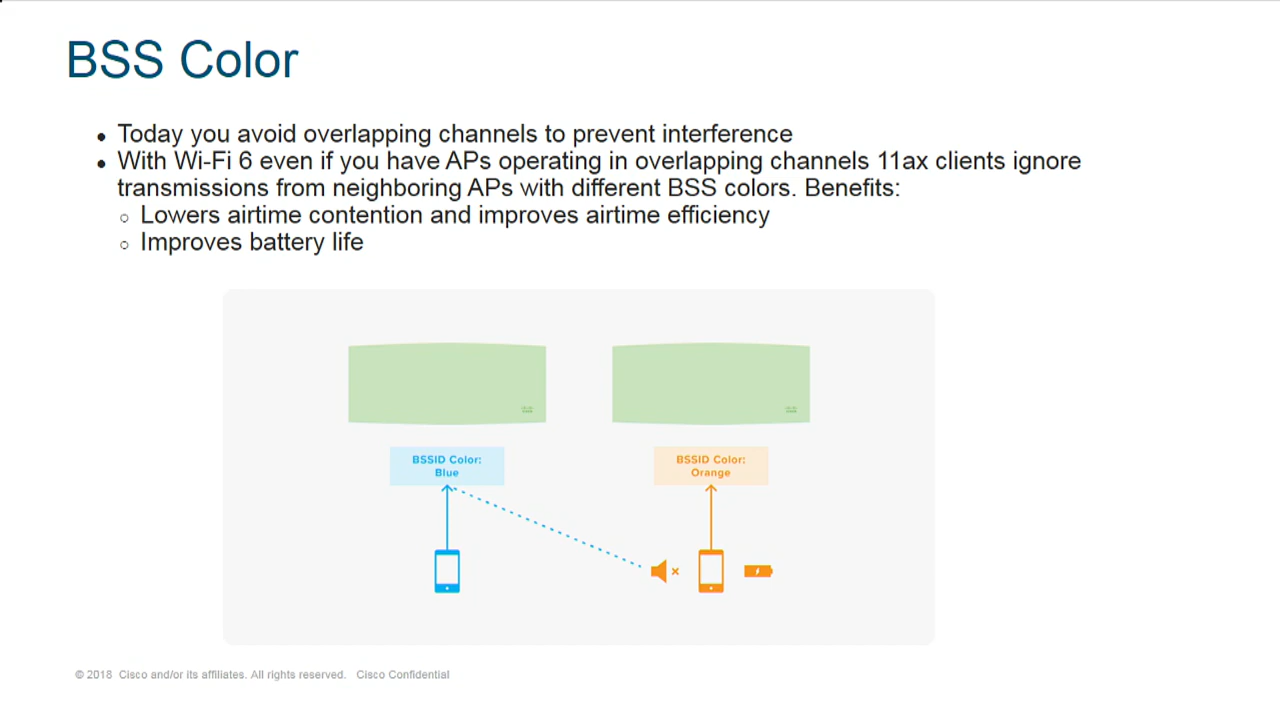 BSS Color
• Today you avoid overlapping channels to prevent interference
• With Wi-Fi 6 even if you have APs operating in overlapping channels 11ax clients ignore
transmissions from neighboring APs with different BSS colors. Benefits:
○ Lowers airtime contention and improves airtime efficiency
○ Improves battery life
BSSID Color:
Blue
BSSID Color:
Orange
© 2018 Cisco and/or its affiliates. All rights reserved. Cisco Confidential